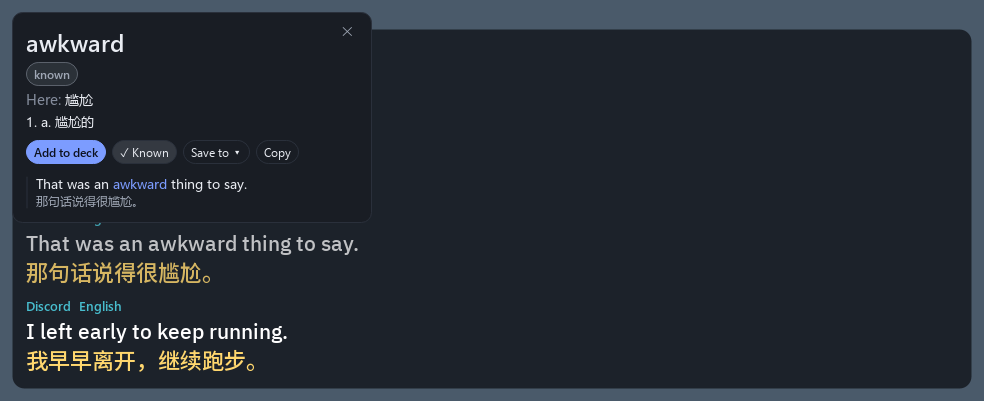 awkward
known
Here: 尴尬
1. a. 尴尬的
Add to deck
✓ Known
Save to ▾
Copy
That was an awkward thing to say.
那句话说得很尴尬。
That was an awkward thing to say.
那句话说得很尴尬。
Discord English
I left early to keep running.
我早早离开，继续跑步。